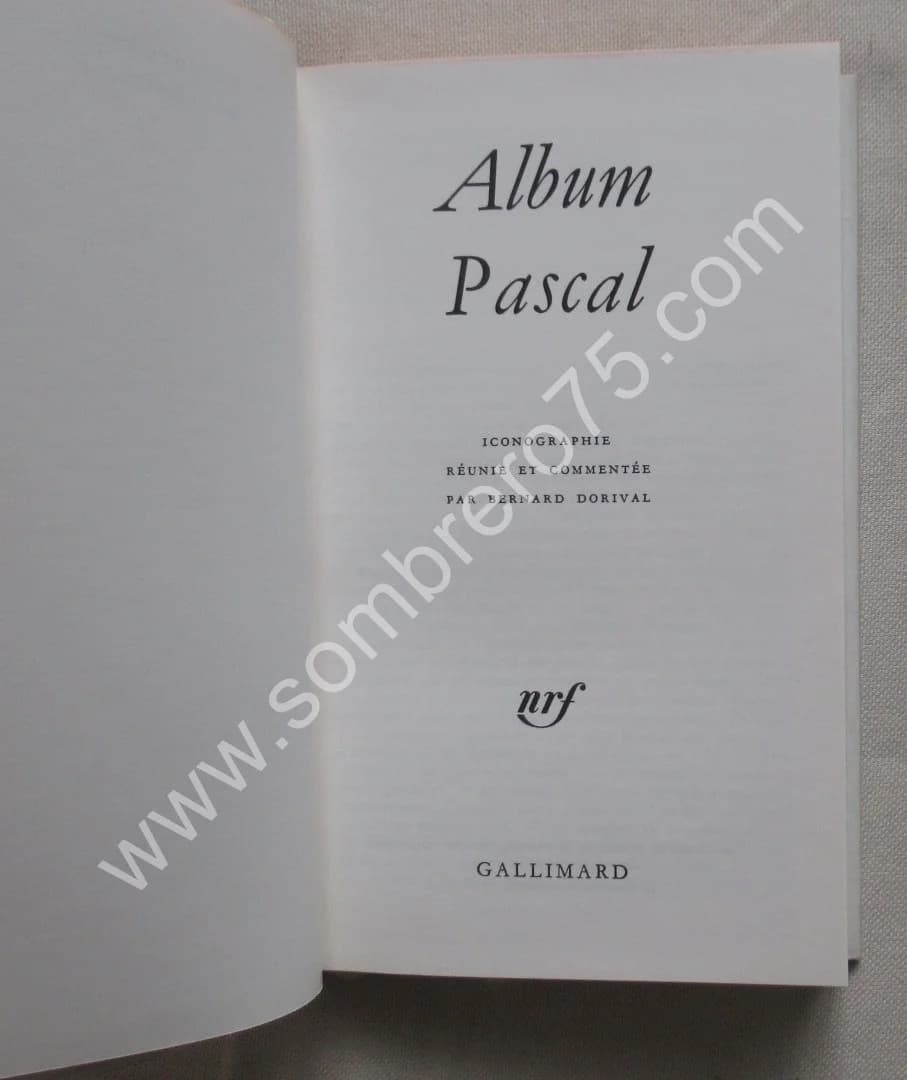 Album
Pascal
ICONOGRAPHIE
RÉUNIE ET COMMENTÉE
PAR BERNARD DORIVAL
nrf
GALLIMARD
www.sombrero75.com